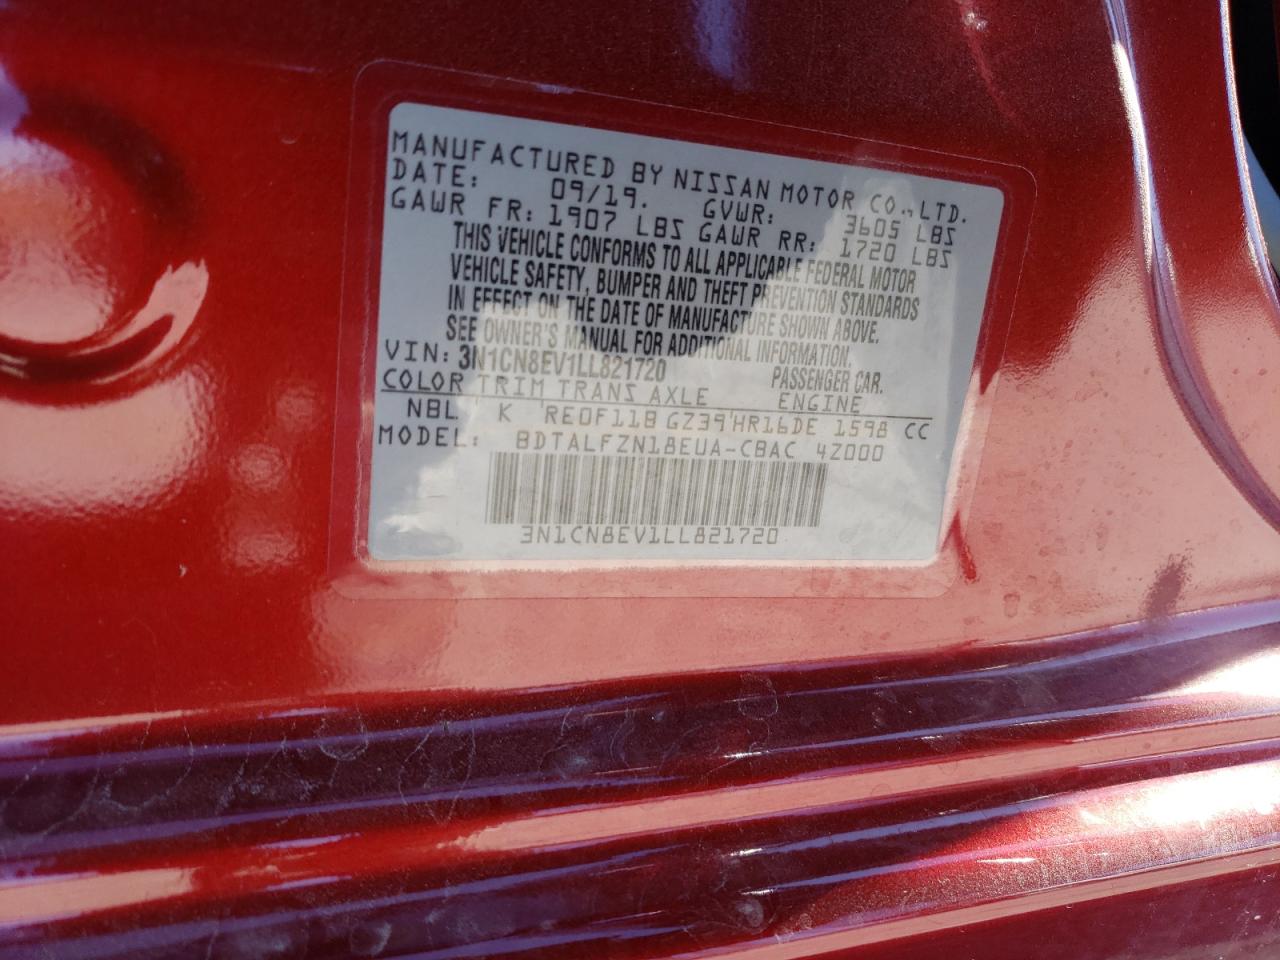 MANUFACTURED BY NISSAN MOTOR CO., LTD.
DATE: 09/19. GVWR: 3605 LBS
GAWR FR: 1907 LBS GAWR RR: 1720 LBS
THIS VEHICLE CONFORMS TO ALL APPLICABLE FEDERAL MOTOR
VEHICLE SAFETY, BUMPER AND THEFT PREVENTION STANDARDS
IN EFFECT ON THE DATE OF MANUFACTURE SHOWN ABOVE.
SEE OWNER'S MANUAL FOR ADDITIONAL INFORMATION.
VIN: 3N1CN8EV1LL821720 PASSENGER CAR.
COLOR TRIM TRANS AXLE ENGINE
NBL K RE0F11B GZ39 HR16DE 1598 CC
MODEL: BDTALFZN18EUA-CBAC 4Z000
3N1CN8EV1LL821720